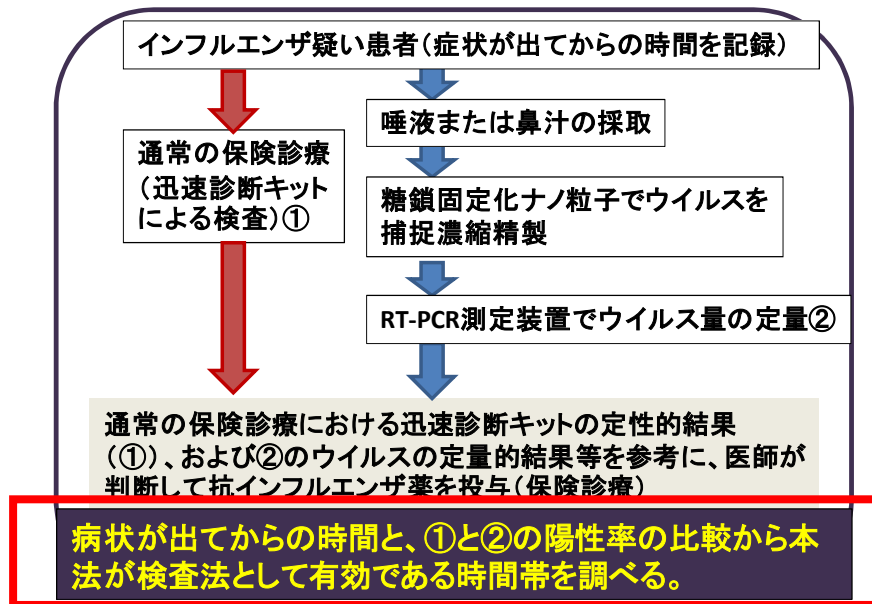 インフルエンザ疑い患者（症状が出てからの時間を記録）
通常の保険診療
（迅速診断キット
による検査）①
唾液または鼻汁の採取
糖鎖固定化ナノ粒子でウイルスを
捕捉濃縮精製
RT-PCR測定装置でウイルス量の定量②
通常の保険診療における迅速診断キットの定性的結果
（①）、および②のウイルスの定量的結果等を参考に、医師が
判断して抗インフルエンザ薬を投与（保険診療）
病状が出てからの時間と、①と②の陽性率の比較から本
法が検査法として有効である時間帯を調べる。